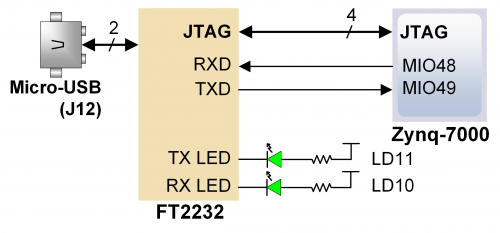 2
4
JTAG
JTAG
RXD
MIO48
TXD
MIO49
Micro-USB
(J12)
Zynq-7000
TX LED
LD11
RX LED
LD10
FT2232